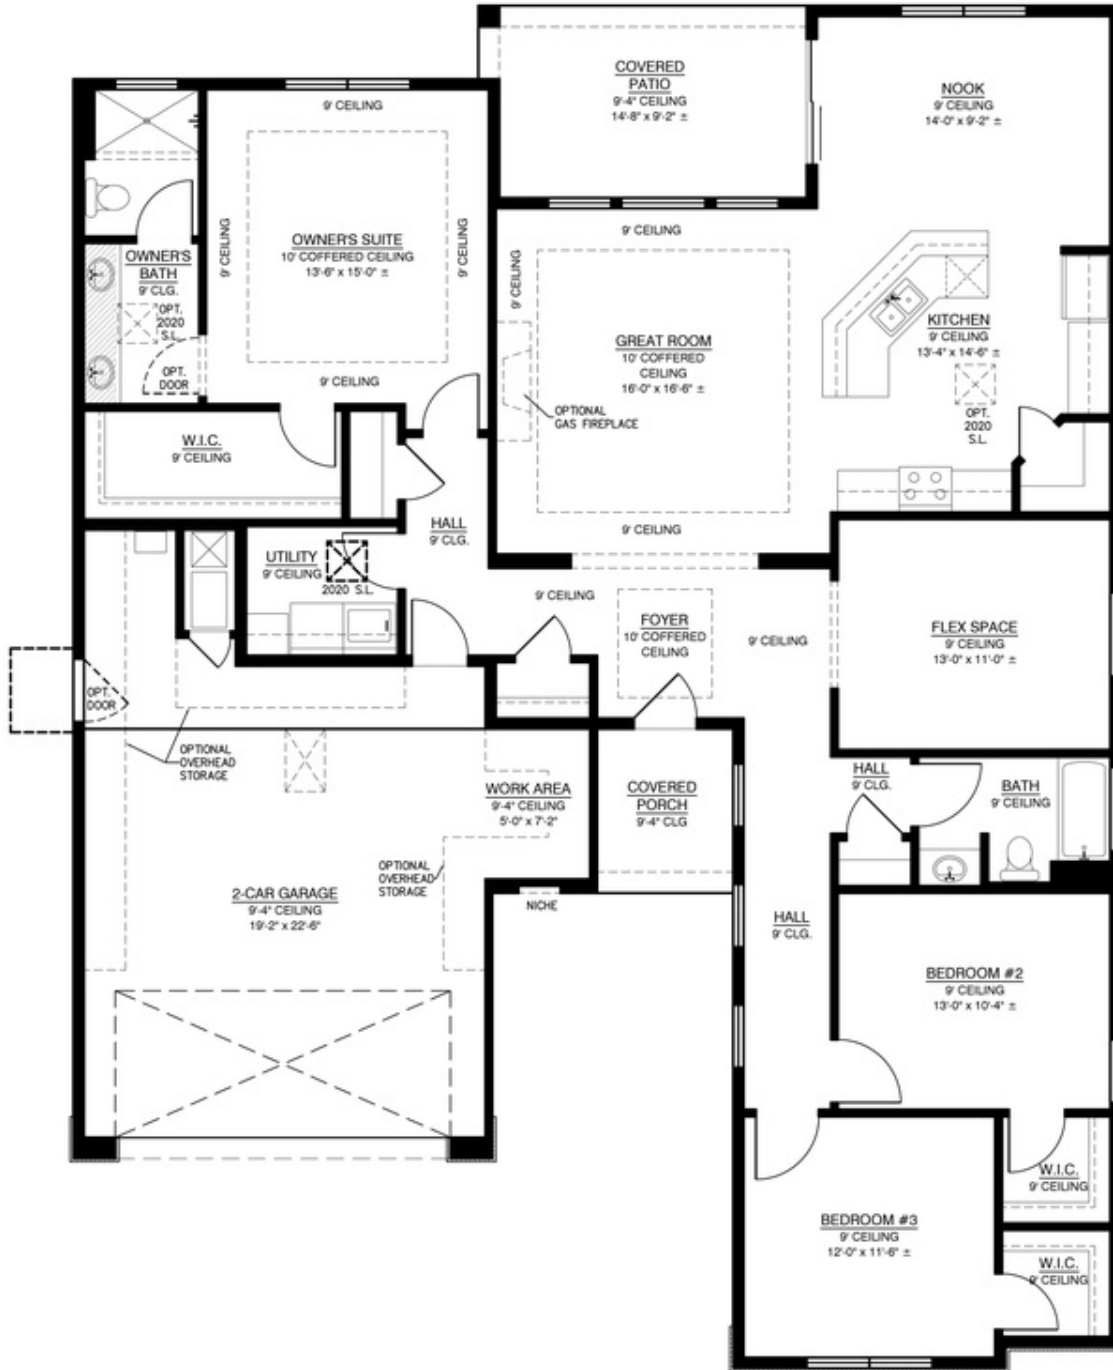 COVERED
PATIO
9'-4" CEILING
14'-8" x 9'-2" ±
NOOK
9' CEILING
14'-0" x 9'-2" ±
9' CEILING
OWNER'S SUITE
10' COFFERED CEILING
13'-6" x 15'-0" ±
9' CEILING
9' CEILING
9' CEILING
OWNER'S
BATH
9' CLG.
OPT.
2020
S.L.
OPT.
DOOR
9' CEILING
9' CEILING
GREAT ROOM
10' COFFERED
CEILING
16'-0" x 16'-6" ±
OPTIONAL
GAS FIREPLACE
9' CEILING
KITCHEN
9' CEILING
13'-4" x 14'-6" ±
OPT.
2020
S.L.
W.I.C.
9' CEILING
HALL
9' CLG.
UTILITY
9' CEILING
2020 S.L.
9' CEILING
FOYER
10' COFFERED
CEILING
9' CEILING
FLEX SPACE
9' CEILING
13'-0" x 11'-0" ±
OPT.
DOOR
OPTIONAL
OVERHEAD
STORAGE
WORK AREA
9'-4" CEILING
5'-0" x 7'-2"
COVERED
PORCH
9'-4" CLG
HALL
9' CLG.
BATH
9' CEILING
OPTIONAL
OVERHEAD
STORAGE
2-CAR GARAGE
9'-4" CEILING
19'-2" x 22'-6"
NICHE
HALL
9' CLG.
BEDROOM #2
9' CEILING
13'-0" x 10'-4" ±
W.I.C.
9' CEILING
BEDROOM #3
9' CEILING
12'-0" x 11'-6" ±
W.I.C.
9' CEILING